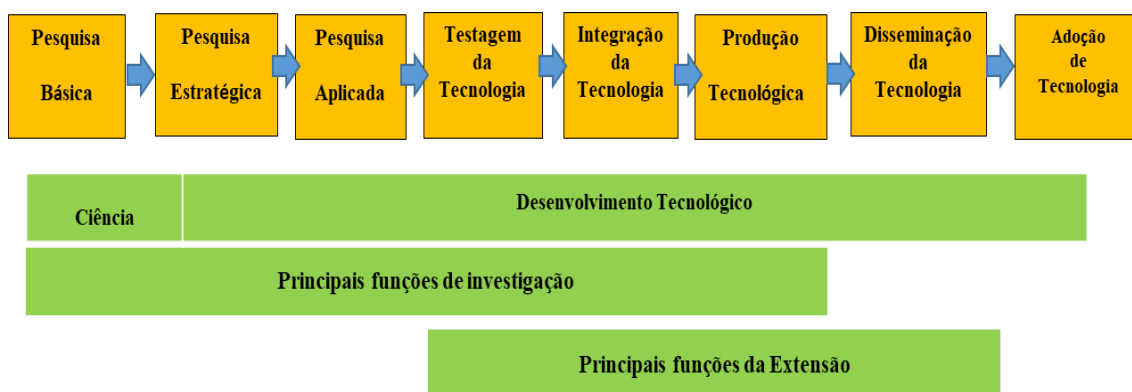 Pesquisa
Básica
Pesquisa
Estratégica
Pesquisa
Aplicada
Testagem
da
Tecnologia
Integração
da
Tecnologia
Produção
Tecnológica
Disseminação
da
Tecnologia
Adoção
de
Tecnologia
Ciência
Desenvolvimento Tecnológico
Principais funções de investigação
Principais funções da Extensão